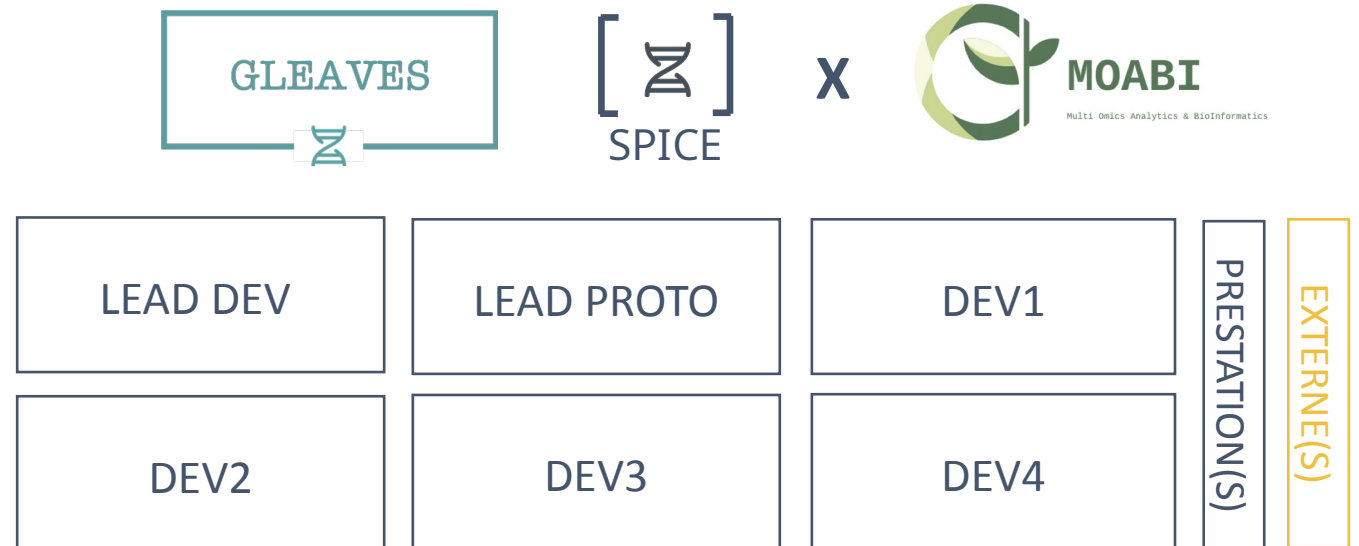 GLEAVES
SPICE
X
MOABI
Multi Omics Analytics & BioInformatics
LEAD DEV
LEAD PROTO
DEV1
PRESTATION(S)
EXTERNE(S)
DEV2
DEV3
DEV4